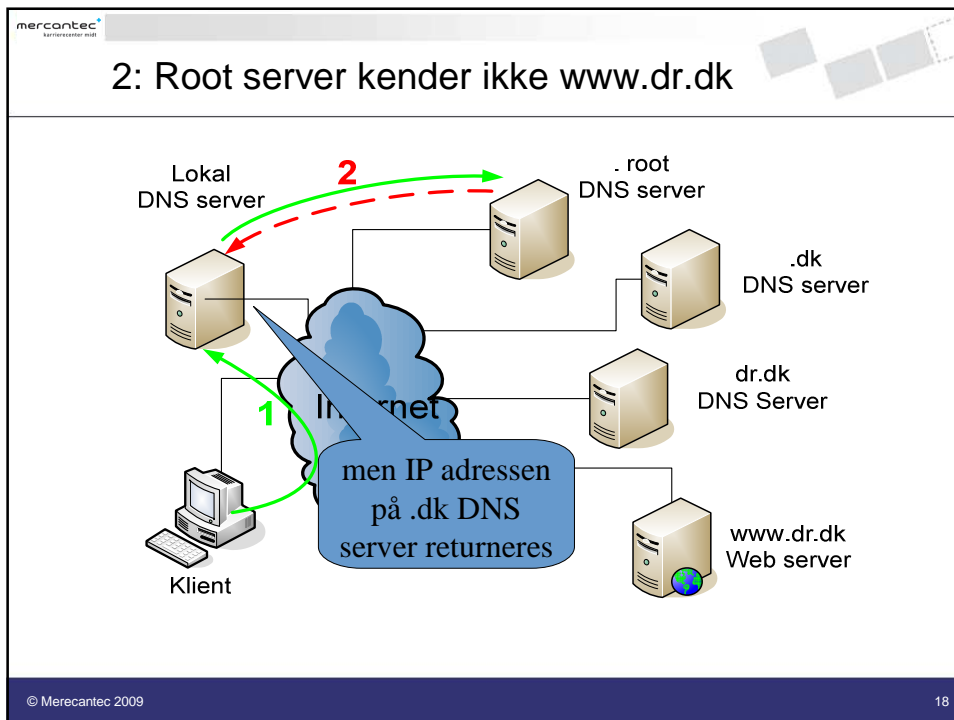 mercantec
karrierecenter midt
2: Root server kender ikke www.dr.dk
Lokal
DNS server
2
. root
DNS server
.dk
DNS server
dr.dk
DNS Server
1
men IP adressen
på .dk DNS
server returneres
www.dr.dk
Web server
Klient
© Merecantec 2009
18